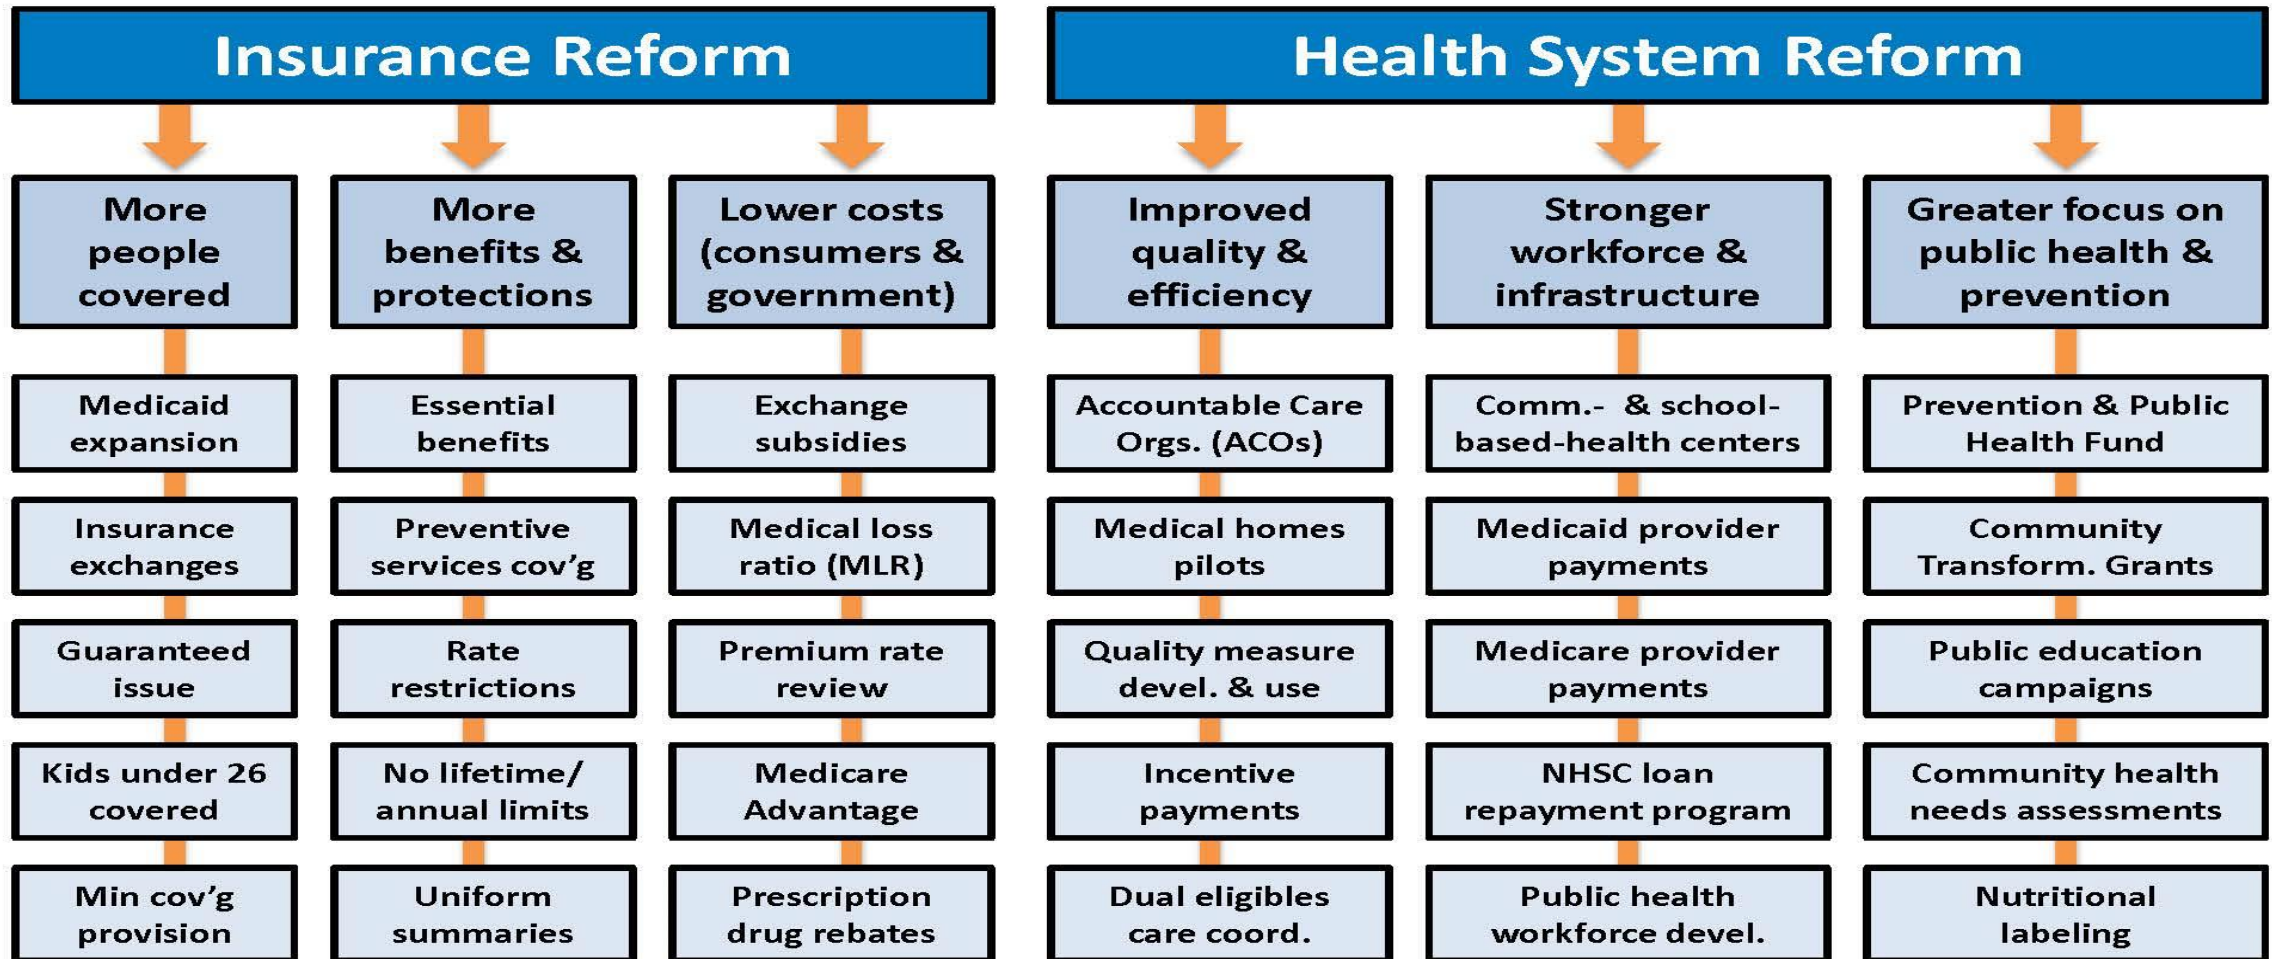 Insurance Reform
More
people
covered
Medicaid
expansion
Insurance
exchanges
Guaranteed
issue
Kids under 26
covered
Min cov’g
provision
More
benefits &
protections
Essential
benefits
Preventive
services cov’g
Rate
restrictions
No lifetime/
annual limits
Uniform
summaries
Lower costs
(consumers &
government)
Exchange
subsidies
Medical loss
ratio (MLR)
Premium rate
review
Medicare
Advantage
Prescription
drug rebates
Health System Reform
Improved
quality &
efficiency
Accountable Care
Orgs. (ACOs)
Medical homes
pilots
Quality measure
devel. & use
Incentive
payments
Dual eligibles
care coord.
Stronger
workforce &
infrastructure
Comm.- & school-
based-health centers
Medicaid provider
payments
Medicare provider
payments
NHSC loan
repayment program
Public health
workforce devel.
Greater focus on
public health &
prevention
Prevention & Public
Health Fund
Community
Transform. Grants
Public education
campaigns
Community health
needs assessments
Nutritional
labeling